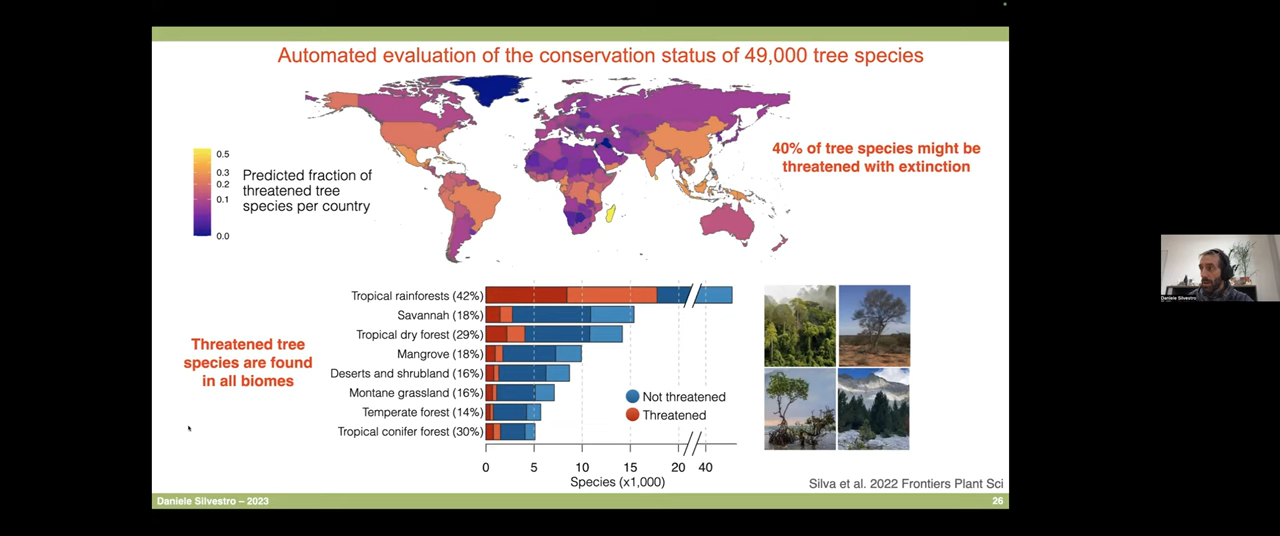 Automated evaluation of the conservation status of 49,000 tree species
0.5
0.3
0.2
0.1
0.0
Predicted fraction of
threatened tree
species per country
40% of tree species might be
threatened with extinction
Threatened tree
species are found
in all biomes
Tropical rainforests (42%)
Savannah (18%)
Tropical dry forest (29%)
Mangrove (18%)
Deserts and shrubland (16%)
Montane grassland (16%)
Temperate forest (14%)
Tropical conifer forest (30%)
Not threatened
Threatened
0 5 10 15 20 40
Species (x1,000)
Silva et al. 2022 Frontiers Plant Sci
Daniele Silvestro – 2023
26
Daniele Silvestro